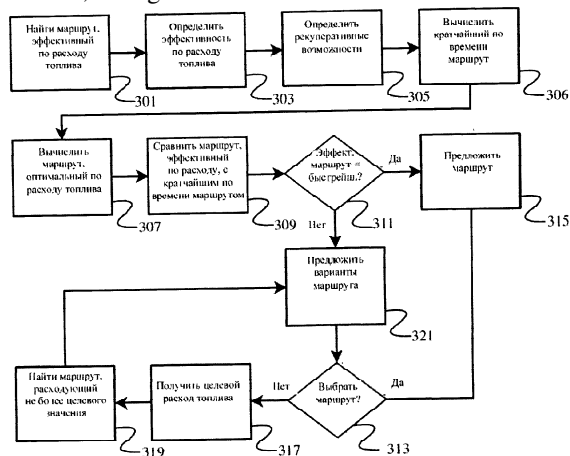 Найти маршрут,
эффективный
по расходу
топлива
301
Определить
эффективность
по расходу
топлива
303
Определить
рекуперативные
возможности
305
Вычислить
кратчайший по
времени
маршрут
306
Вычислить
маршрут,
оптимальный по
расходу топлива
307
Сравнить маршрут,
эффективный
по расходу, с
кратчайшим по
времени маршрутом
309
Эффект.
маршрут =
быстрейш.?
311
Да
Нет
Предложить
маршрут
315
Предложить
варианты
маршрута
321
Найти маршрут,
расходующий
не более целевого
значения
319
Получить целевой
расход топлива
317
Нет
Выбрать
маршрут?
Да
313